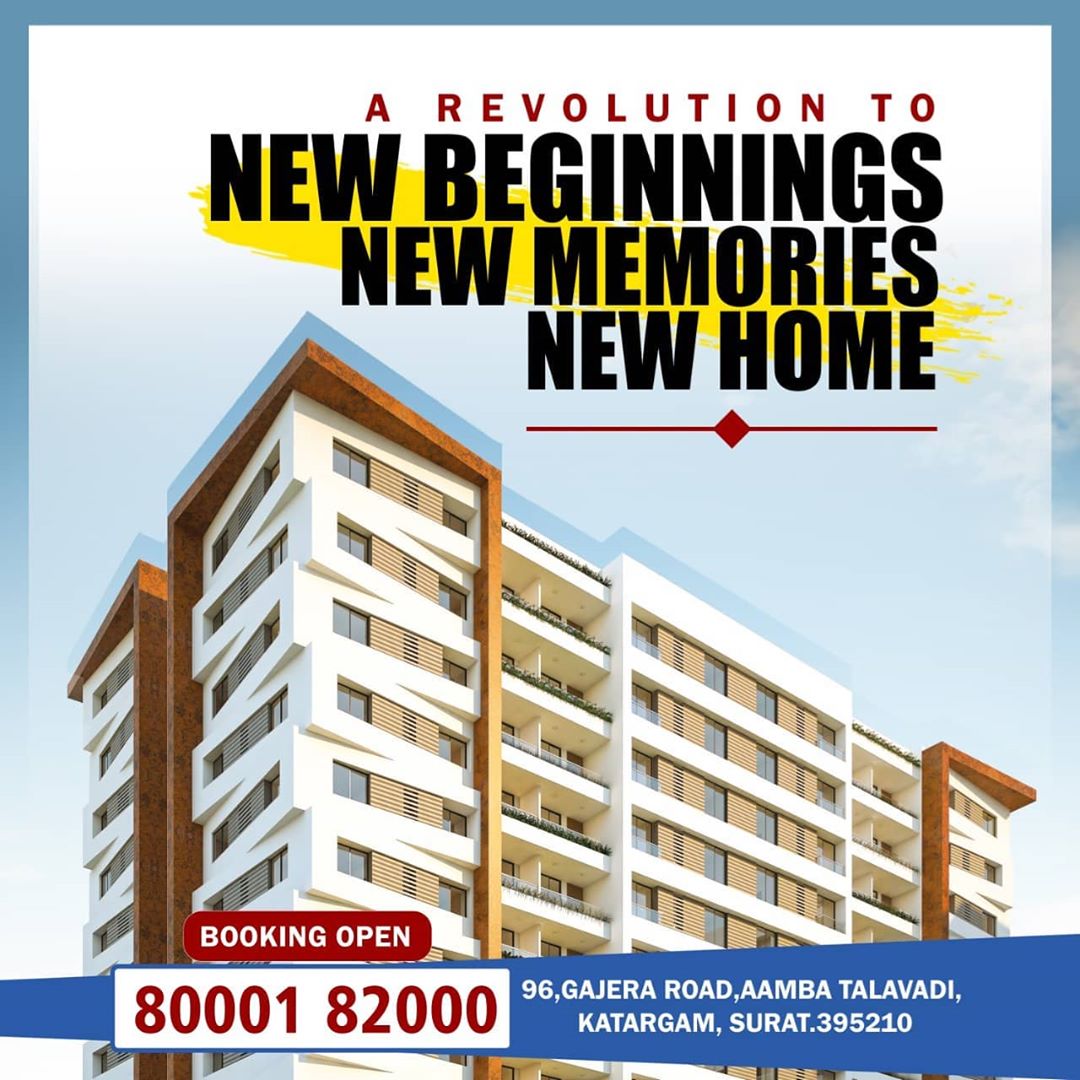 A REVOLUTION TO
NEW BEGINNINGS
NEW MEMORIES
NEW HOME
BOOKING OPEN
80001 82000
96,GAJERA ROAD,AAMBA TALAVADI,
KATARGAM, SURAT.395210